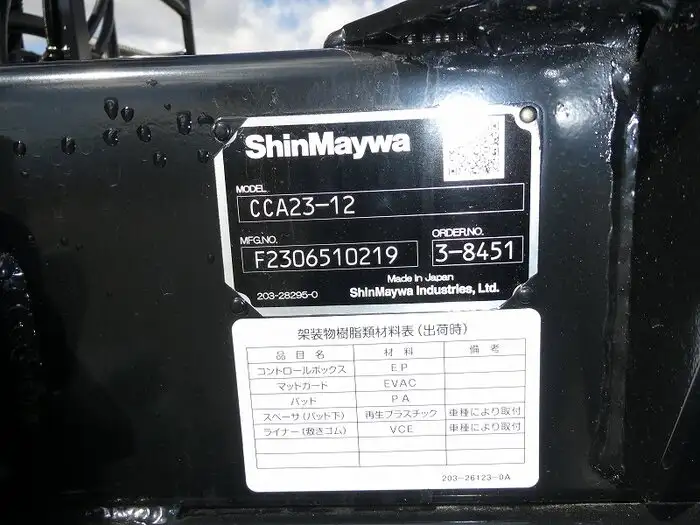 ShinMaywa
MODEL
CCA23-12
MFG.NO. ORDER.NO.
F2306510219 3-8451
Made in Japan
203-28295-0 ShinMaywa Industries, Ltd.
架装物樹脂類材料表(出荷時)
品目名 材料 備考
コントロールボックス EP
マットガード EVAC
パッド PA
スペーサ(パッド下) 再生プラスチック 車種により取付
ライナー(敷きゴム) VCE 車種により取付
203-26123-0A